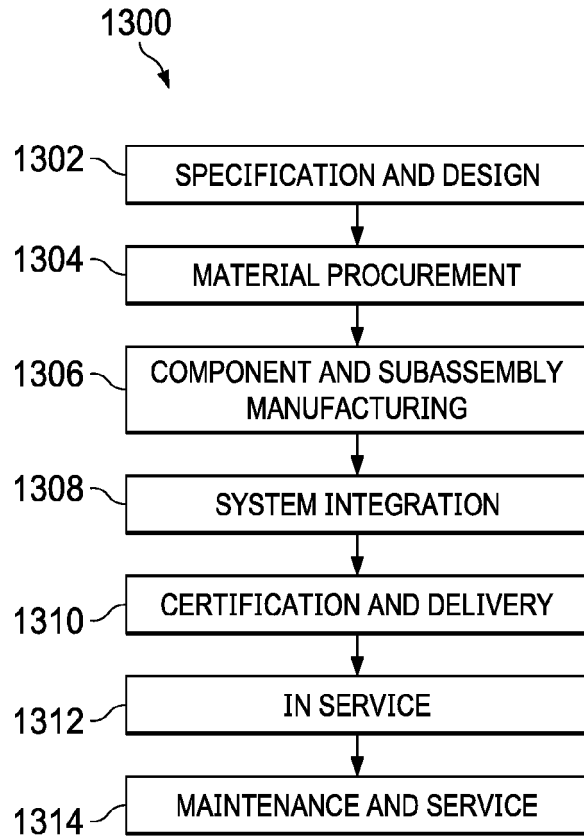 1300
1302
SPECIFICATION AND DESIGN
1304
MATERIAL PROCUREMENT
1306
COMPONENT AND SUBASSEMBLY
MANUFACTURING
1308
SYSTEM INTEGRATION
1310
CERTIFICATION AND DELIVERY
1312
IN SERVICE
1314
MAINTENANCE AND SERVICE